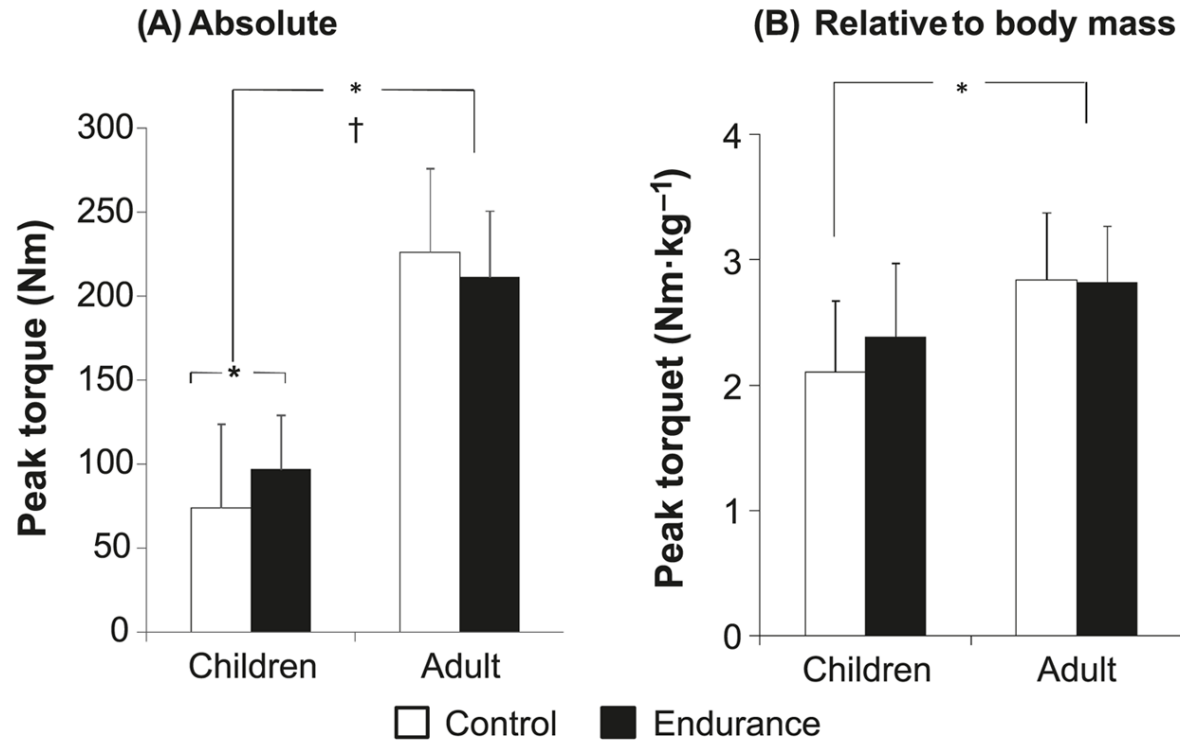 (A) Absolute
*
†
300
250
200
150
100
50
0
*
Peak torque (Nm)
Children
Adult
(B) Relative to body mass
*
4
3
2
1
0
Peak torquet (Nm·kg⁻¹)
Children
Adult
Control
Endurance